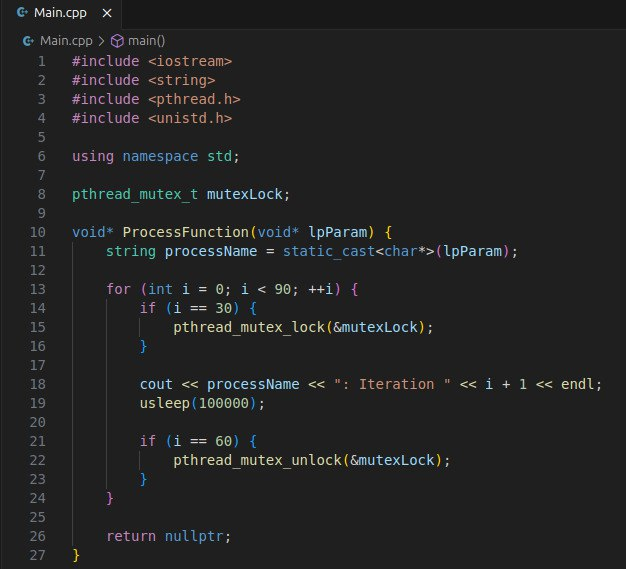 Main.cpp ×
Main.cpp > main()
1 #include <iostream>
2 #include <string>
3 #include <pthread.h>
4 #include <unistd.h>
5
6 using namespace std;
7
8 pthread_mutex_t mutexLock;
9
10 void* ProcessFunction(void* lpParam) {
11     string processName = static_cast<char*>(lpParam);
12
13     for (int i = 0; i < 90; ++i) {
14         if (i == 30) {
15             pthread_mutex_lock(&mutexLock);
16         }
17
18         cout << processName << ": Iteration " << i + 1 << endl;
19         usleep(100000);
20
21         if (i == 60) {
22             pthread_mutex_unlock(&mutexLock);
23         }
24     }
25
26     return nullptr;
27 }